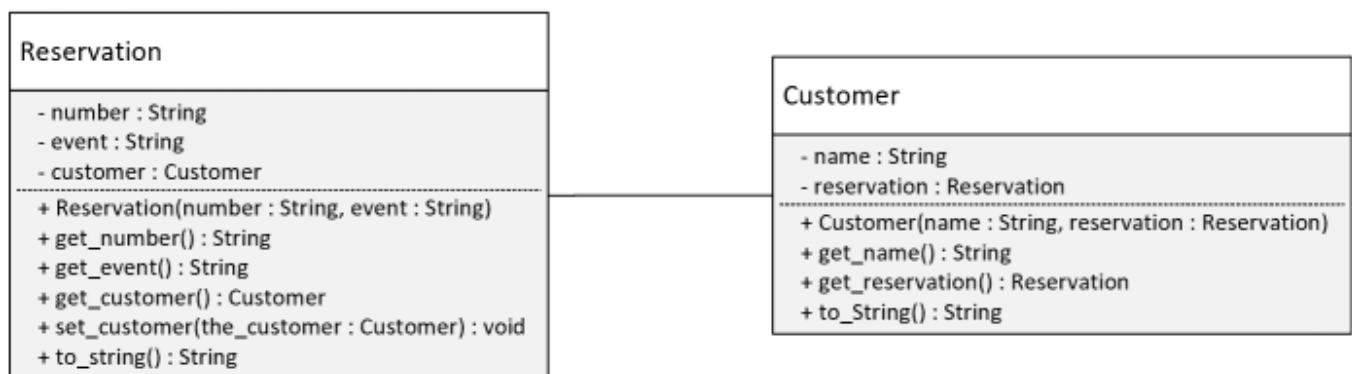 Reservation
- number : String
- event : String
- customer : Customer
+ Reservation(number : String, event : String)
+ get_number() : String
+ get_event() : String
+ get_customer() : Customer
+ set_customer(the_customer : Customer) : void
+ to_string() : String
Customer
- name : String
- reservation : Reservation
+ Customer(name : String, reservation : Reservation)
+ get_name() : String
+ get_reservation() : Reservation
+ to_String() : String